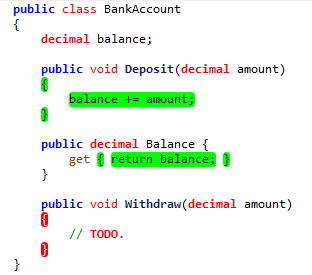 public class BankAccount
{
decimal balance;
public void Deposit(decimal amount)
{
balance += amount;
}
public decimal Balance {
get { return balance; }
}
public void Withdraw(decimal amount)
{
// TODO.
}
}